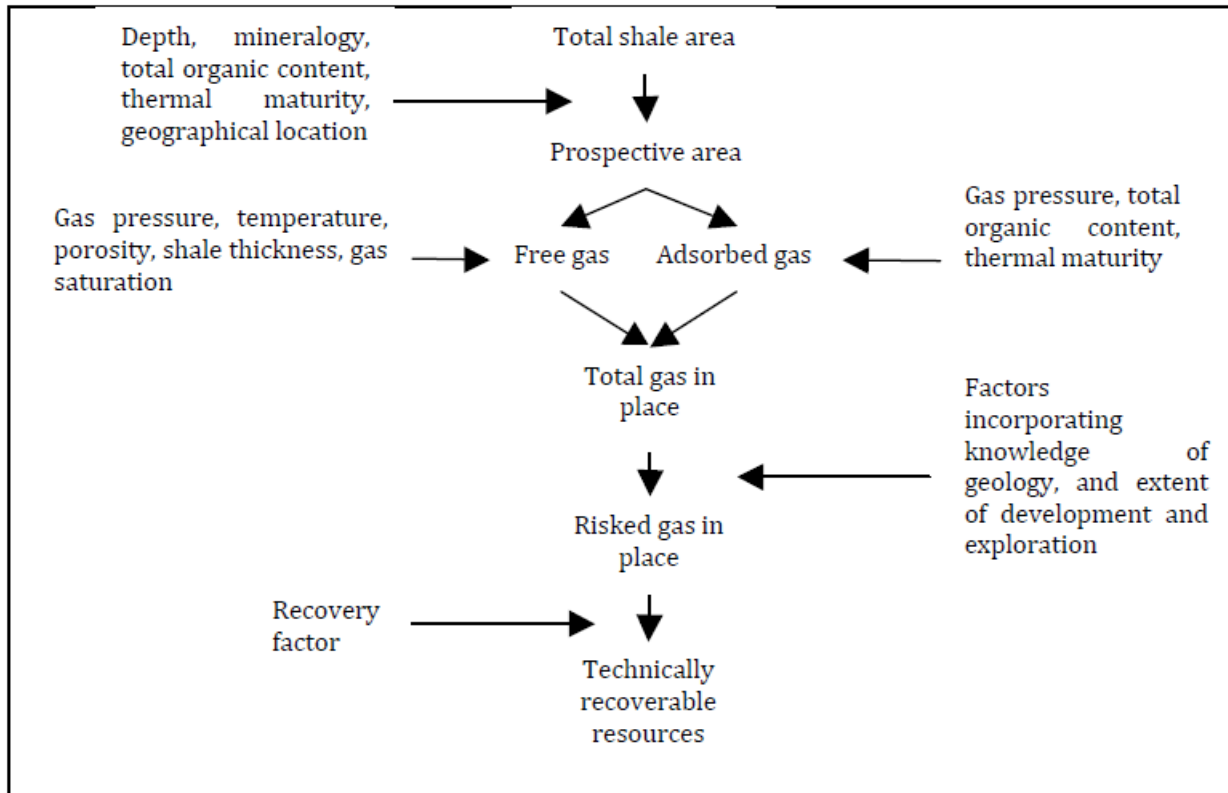 Depth, mineralogy,
total organic content,
thermal maturity,
geographical location
Total shale area
Prospective area
Gas pressure, temperature,
porosity, shale thickness, gas
saturation
Free gas
Adsorbed gas
Gas pressure, total
organic content,
thermal maturity
Total gas in
place
Factors
incorporating
knowledge of
geology, and extent
of development and
exploration
Risked gas in
place
Recovery
factor
Technically
recoverable
resources